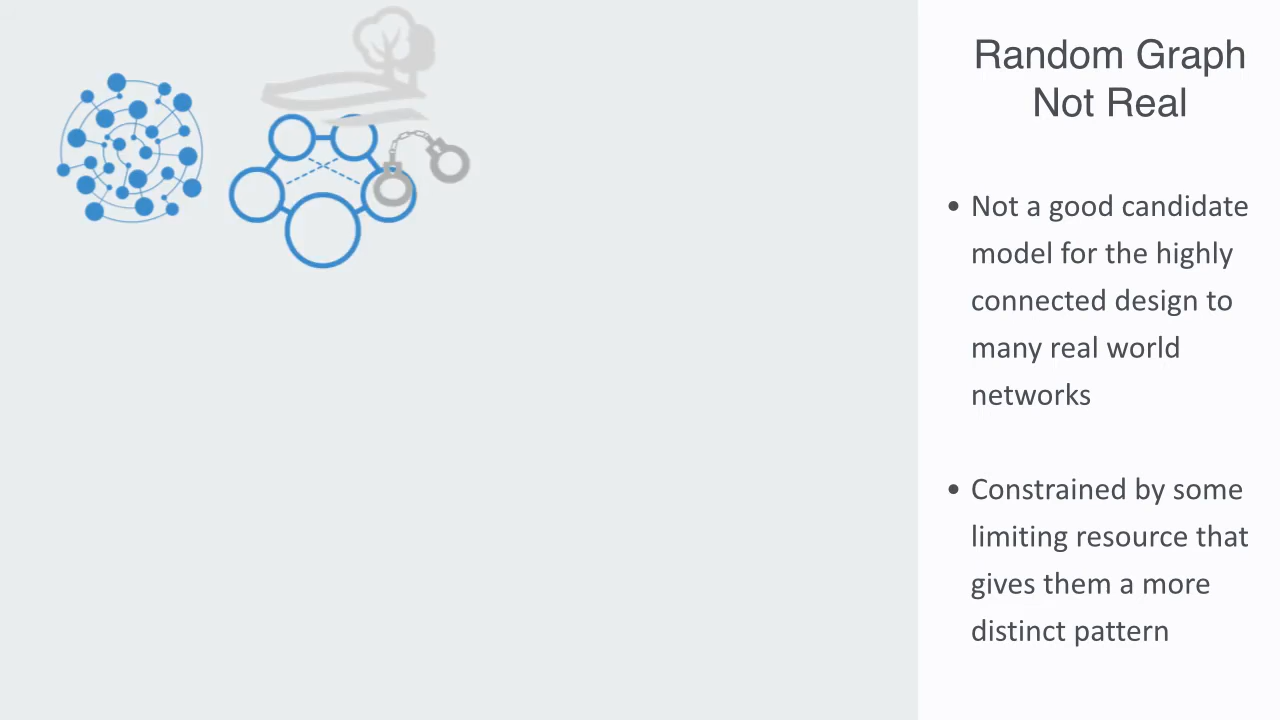 Random Graph
Not Real
• Not a good candidate
model for the highly
connected design to
many real world
networks
• Constrained by some
limiting resource that
gives them a more
distinct pattern